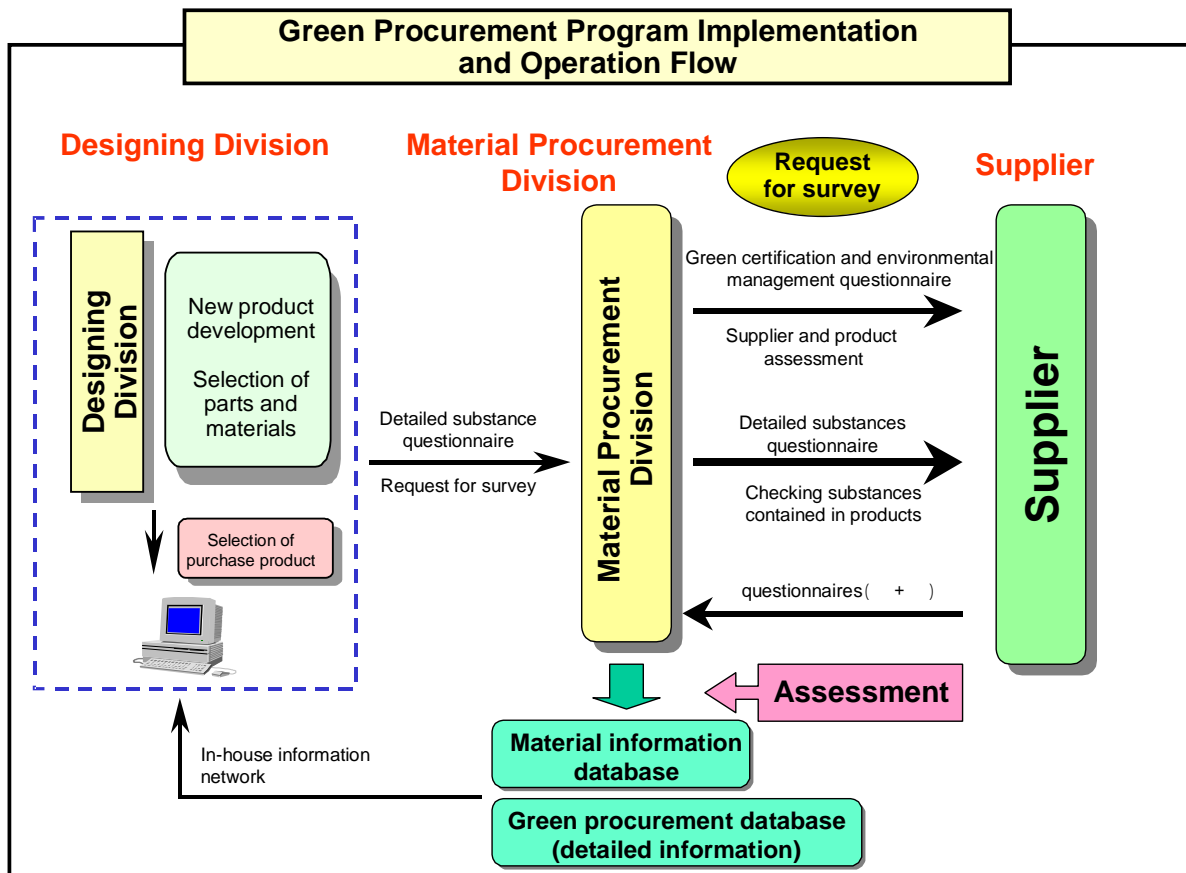 Green Procurement Program Implementation
and Operation Flow
Designing Division
Material Procurement
Division
Request
for survey
Supplier
Designing
Division
New product
development
Selection of
parts and
materials
Selection of
purchase product
Detailed substance
questionnaire
Request for survey
Material Procurement
Division
Green certification and environmental
management questionnaire
Supplier and product
assessment
Detailed substances
questionnaire
Checking substances
contained in products
questionnaires( + )
Supplier
Assessment
In-house information
network
Material information
database
Green procurement database
(detailed information)